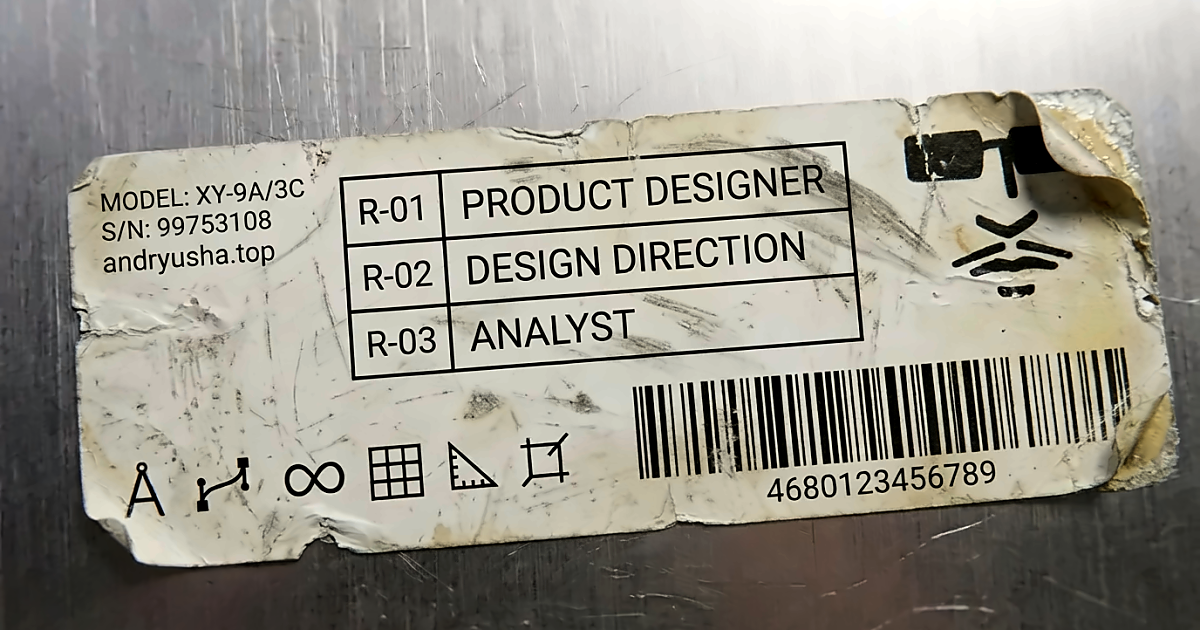 MODEL: XY-9A/3C
S/N: 99753108
andryusha.top
R-01 PRODUCT DESIGNER
R-02 DESIGN DIRECTION
R-03 ANALYST
4680123456789